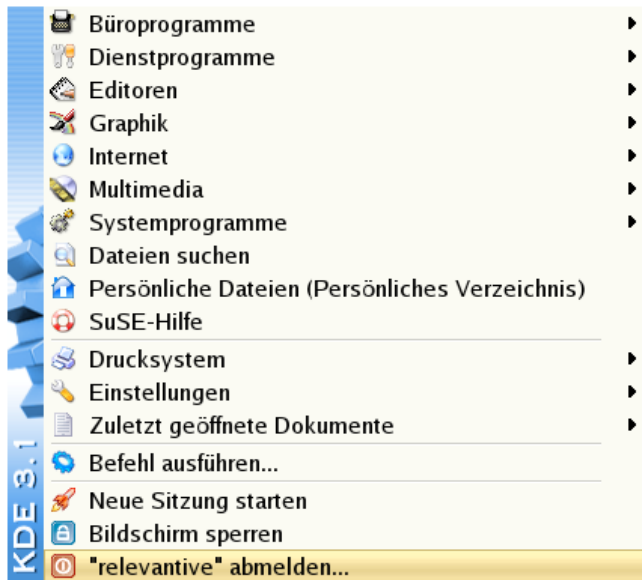 Büroprogramme
Dienstprogramme
Editoren
Graphik
Internet
Multimedia
Systemprogramme
Dateien suchen
Persönliche Dateien (Persönliches Verzeichnis)
SuSE-Hilfe
Drucksystem
Einstellungen
Zuletzt geöffnete Dokumente
Befehl ausführen...
Neue Sitzung starten
Bildschirm sperren
"relevantive" abmelden...
KDE 3.1